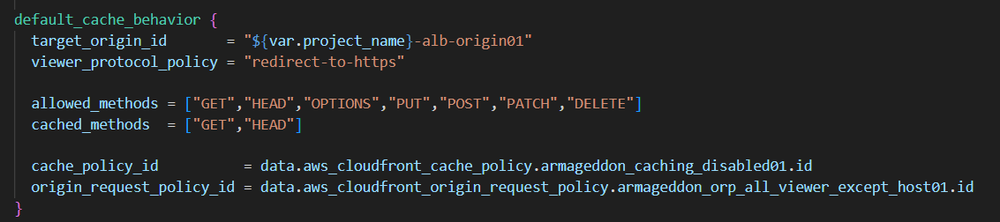 default_cache_behavior {
target_origin_id = "${var.project_name}-alb-origin01"
viewer_protocol_policy = "redirect-to-https"
allowed_methods = ["GET","HEAD","OPTIONS","PUT","POST","PATCH","DELETE"]
cached_methods = ["GET","HEAD"]
cache_policy_id = data.aws_cloudfront_cache_policy.armageddon_caching_disabled01.id
origin_request_policy_id = data.aws_cloudfront_origin_request_policy.armageddon_orp_all_viewer_except_host01.id
}